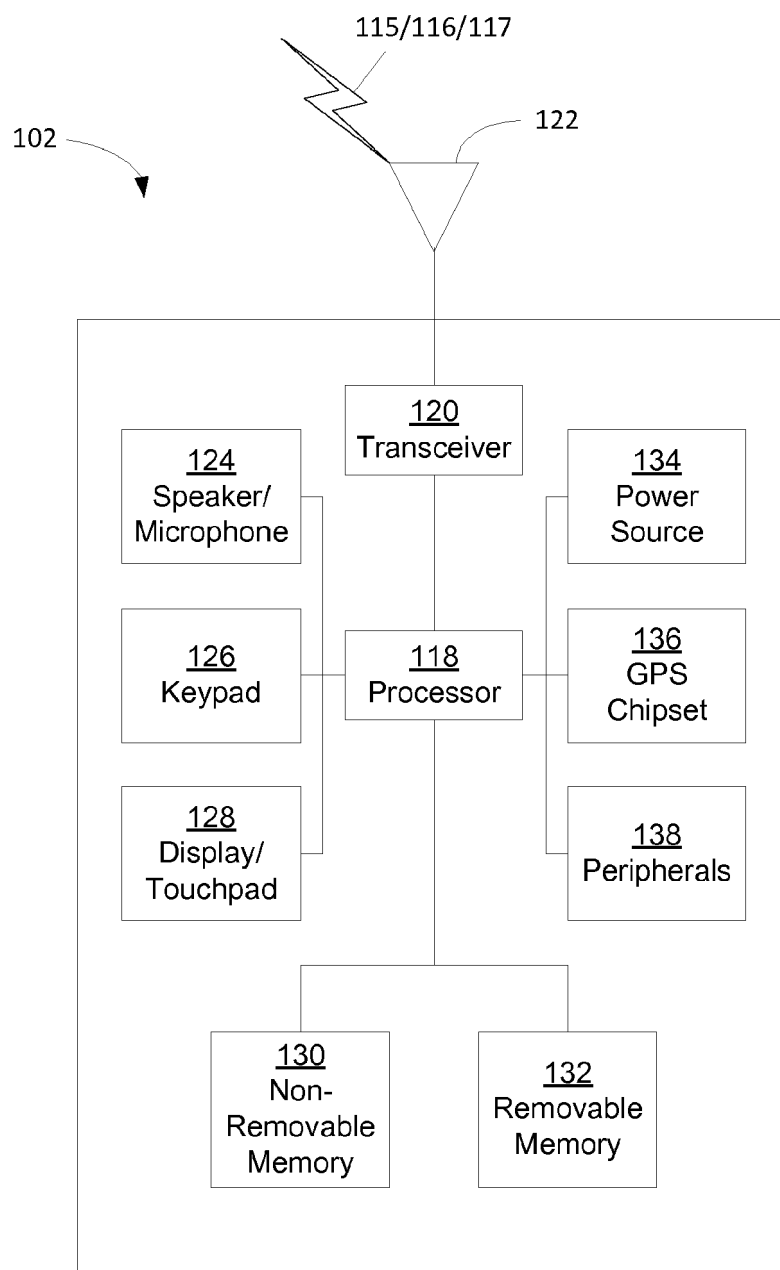 115/116/117
122
102
120
Transceiver
124
Speaker/
Microphone
134
Power
Source
126
Keypad
118
Processor
136
GPS
Chipset
128
Display/
Touchpad
138
Peripherals
130
Non-
Removable
Memory
132
Removable
Memory